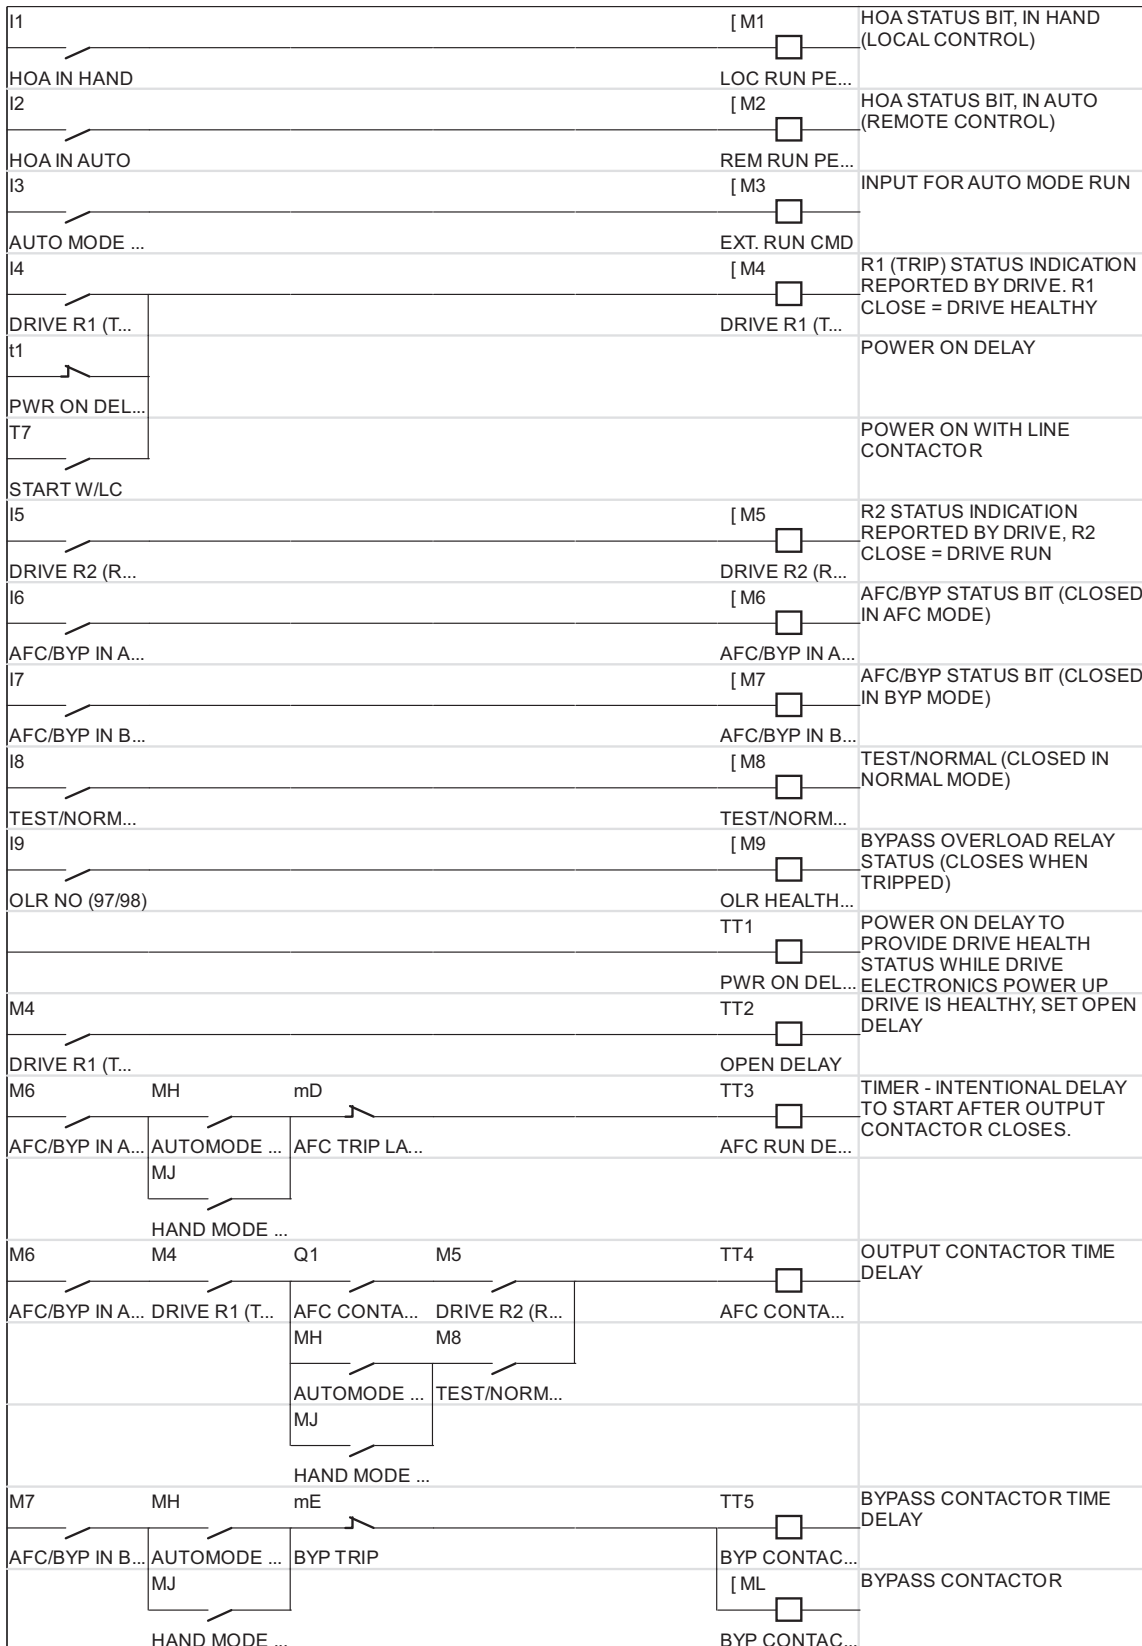 I1 [ M1 HOA STATUS BIT, IN HAND
(LOCAL CONTROL)
HOA IN HAND LOC RUN PE...
I2 [ M2 HOA STATUS BIT, IN AUTO
(REMOTE CONTROL)
HOA IN AUTO REM RUN PE...
I3 [ M3 INPUT FOR AUTO MODE RUN
AUTO MODE ... EXT. RUN CMD
I4 [ M4 R1 (TRIP) STATUS INDICATION
REPORTED BY DRIVE. R1
CLOSE = DRIVE HEALTHY
DRIVE R1 (T... DRIVE R1 (T...
t1 POWER ON DELAY
PWR ON DEL...
T7 POWER ON WITH LINE
CONTACTOR
START W/LC
I5 [ M5 R2 STATUS INDICATION
REPORTED BY DRIVE, R2
CLOSE = DRIVE RUN
DRIVE R2 (R... DRIVE R2 (R...
I6 [ M6 AFC/BYP STATUS BIT (CLOSED
IN AFC MODE)
AFC/BYP IN A... AFC/BYP IN A...
I7 [ M7 AFC/BYP STATUS BIT (CLOSED
IN BYP MODE)
AFC/BYP IN B... AFC/BYP IN B...
I8 [ M8 TEST/NORMAL (CLOSED IN
NORMAL MODE)
TEST/NORM... TEST/NORM...
I9 [ M9 BYPASS OVERLOAD RELAY
STATUS (CLOSES WHEN
TRIPPED)
OLR NO (97/98) OLR HEALTH...
TT1 POWER ON DELAY TO
PROVIDE DRIVE HEALTH
STATUS WHILE DRIVE
PWR ON DEL... ELECTRONICS POWER UP
M4 TT2 DRIVE IS HEALTHY, SET OPEN
DELAY
DRIVE R1 (T... OPEN DELAY
M6 MH mD TT3 TIMER - INTENTIONAL DELAY
TO START AFTER OUTPUT
CONTACTOR CLOSES.
AFC/BYP IN A... AUTOMODE ... AFC TRIP LA... AFC RUN DE...
MJ
HAND MODE ...
M6 M4 Q1 M5 TT4 OUTPUT CONTACTOR TIME
DELAY
AFC/BYP IN A... DRIVE R1 (T... AFC CONTA... DRIVE R2 (R... AFC CONTA...
MH M8
AUTOMODE ... TEST/NORM...
MJ
HAND MODE ...
M7 MH mE TT5 BYPASS CONTACTOR TIME
DELAY
AFC/BYP IN B... AUTOMODE ... BYP TRIP BYP CONTAC...
MJ [ ML BYPASS CONTACTOR
HAND MODE ... BYP CONTAC...